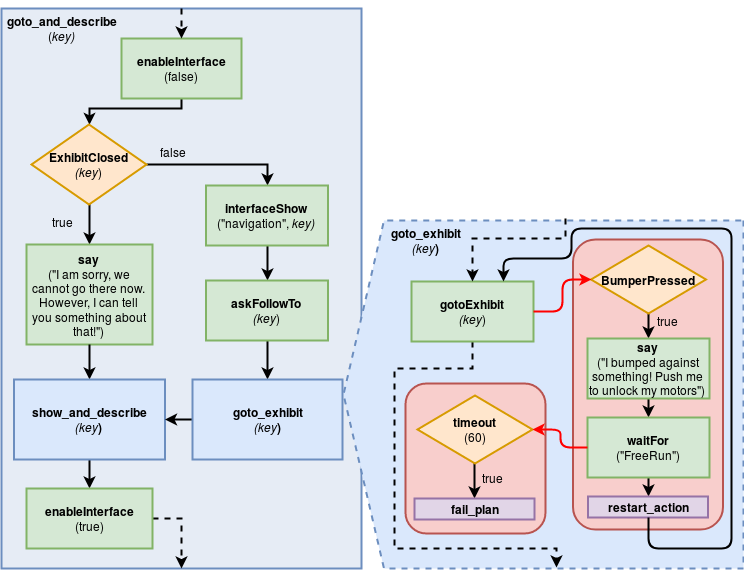 goto_and_describe
(key)
enableInterface
(false)
ExhibitClosed
(key)
false
true
interfaceShow
("navigation", key)
say
("I am sorry, we
cannot go there now.
However, I can tell
you something about
that!")
askFollowTo
(key)
show_and_describe
(key)
goto_exhibit
(key)
enableInterface
(true)
goto_exhibit
(key)
gotoExhibit
(key)
BumperPressed
true
say
("I bumped against
something! Push me
to unlock my motors")
timeout
(60)
true
fail_plan
waitFor
("FreeRun")
restart_action